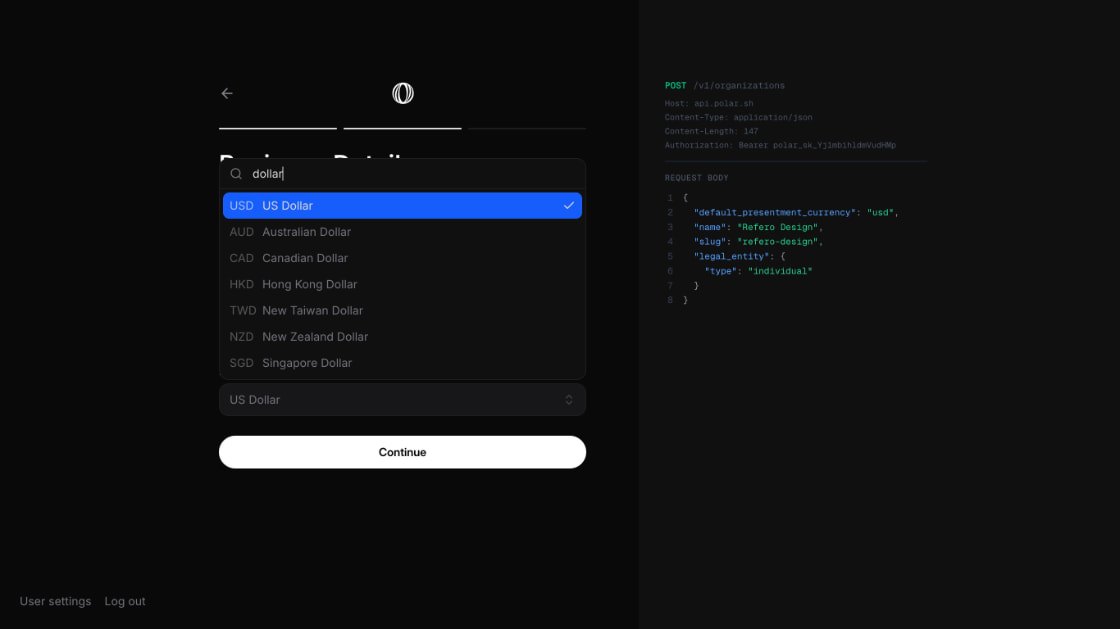 dollar
USD US Dollar
AUD Australian Dollar
CAD Canadian Dollar
HKD Hong Kong Dollar
TWD New Taiwan Dollar
NZD New Zealand Dollar
SGD Singapore Dollar
US Dollar
Continue
User settings Log out
POST /v1/organizations
Host: api.polar.sh
Content-Type: application/json
Content-Length: 147
REQUEST BODY
1 {
2 "default_presentment_currency": "usd",
3 "name": "Refero Design",
4 "slug": "refero-design",
5 "legal_entity": {
6 "type": "individual"
7 }
8 }